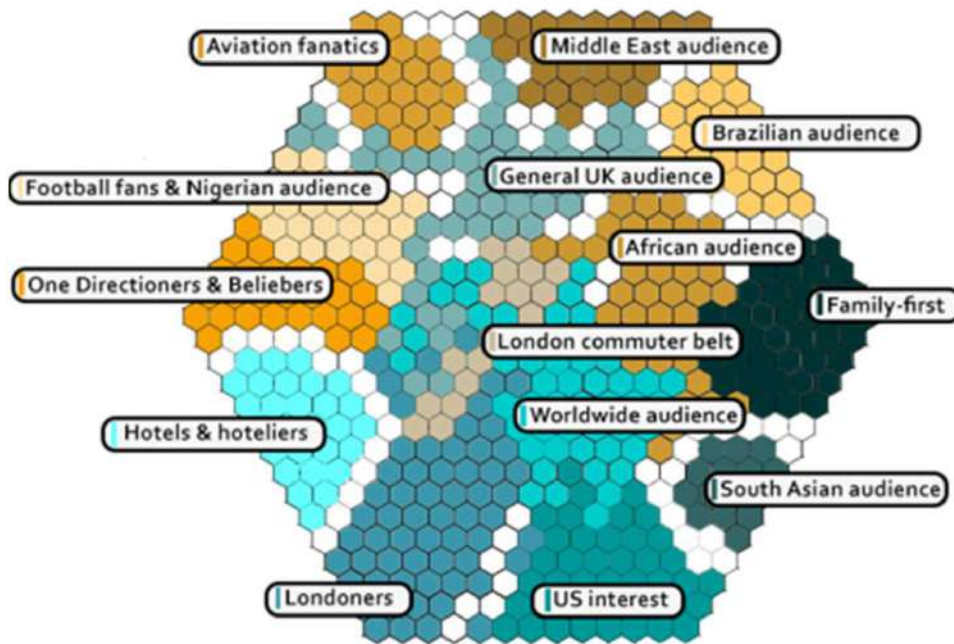 Aviation fanatics
Middle East audience
Brazilian audience
General UK audience
Football fans & Nigerian audience
African audience
One Directioners & Beliebers
Family-first
London commuter belt
Worldwide audience
Hotels & hoteliers
South Asian audience
Londoners
US interest